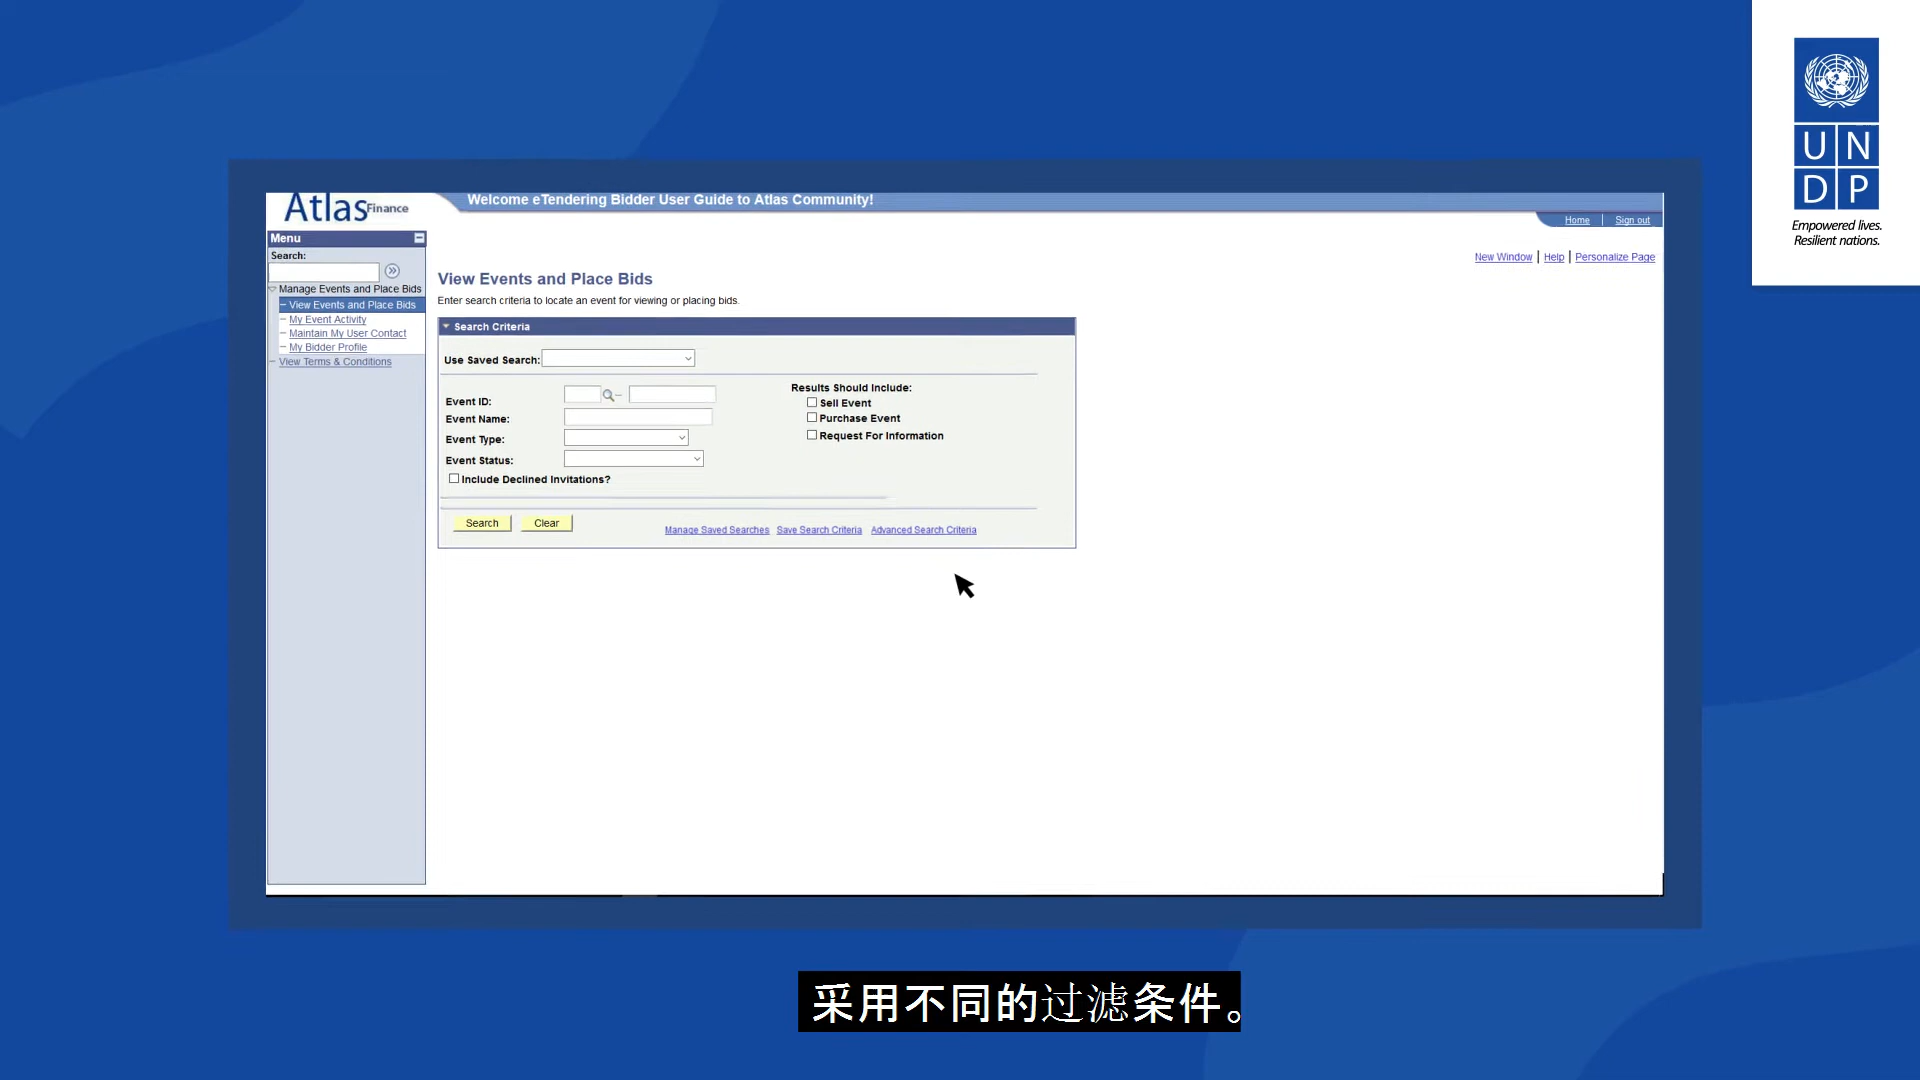 UN
DP
Empowered lives.
Resilient nations.
Atlas Finance
Welcome eTendering Bidder User Guide to Atlas Community!
Home
Sign out
New Window | Help | Personalize Page
Menu
Search:
Manage Events and Place Bids
View Events and Place Bids
My Event Activity
Maintain My User Contact
My Bidder Profile
View Terms & Conditions
View Events and Place Bids
Enter search criteria to locate an event for viewing or placing bids.
Search Criteria
Use Saved Search:
Event ID:
Event Name:
Event Type:
Event Status:
Include Declined Invitations?
Results Should Include:
Sell Event
Purchase Event
Request For Information
Search
Clear
Manage Saved Searches
Save Search Criteria
Advanced Search Criteria
采用不同的过滤条件。